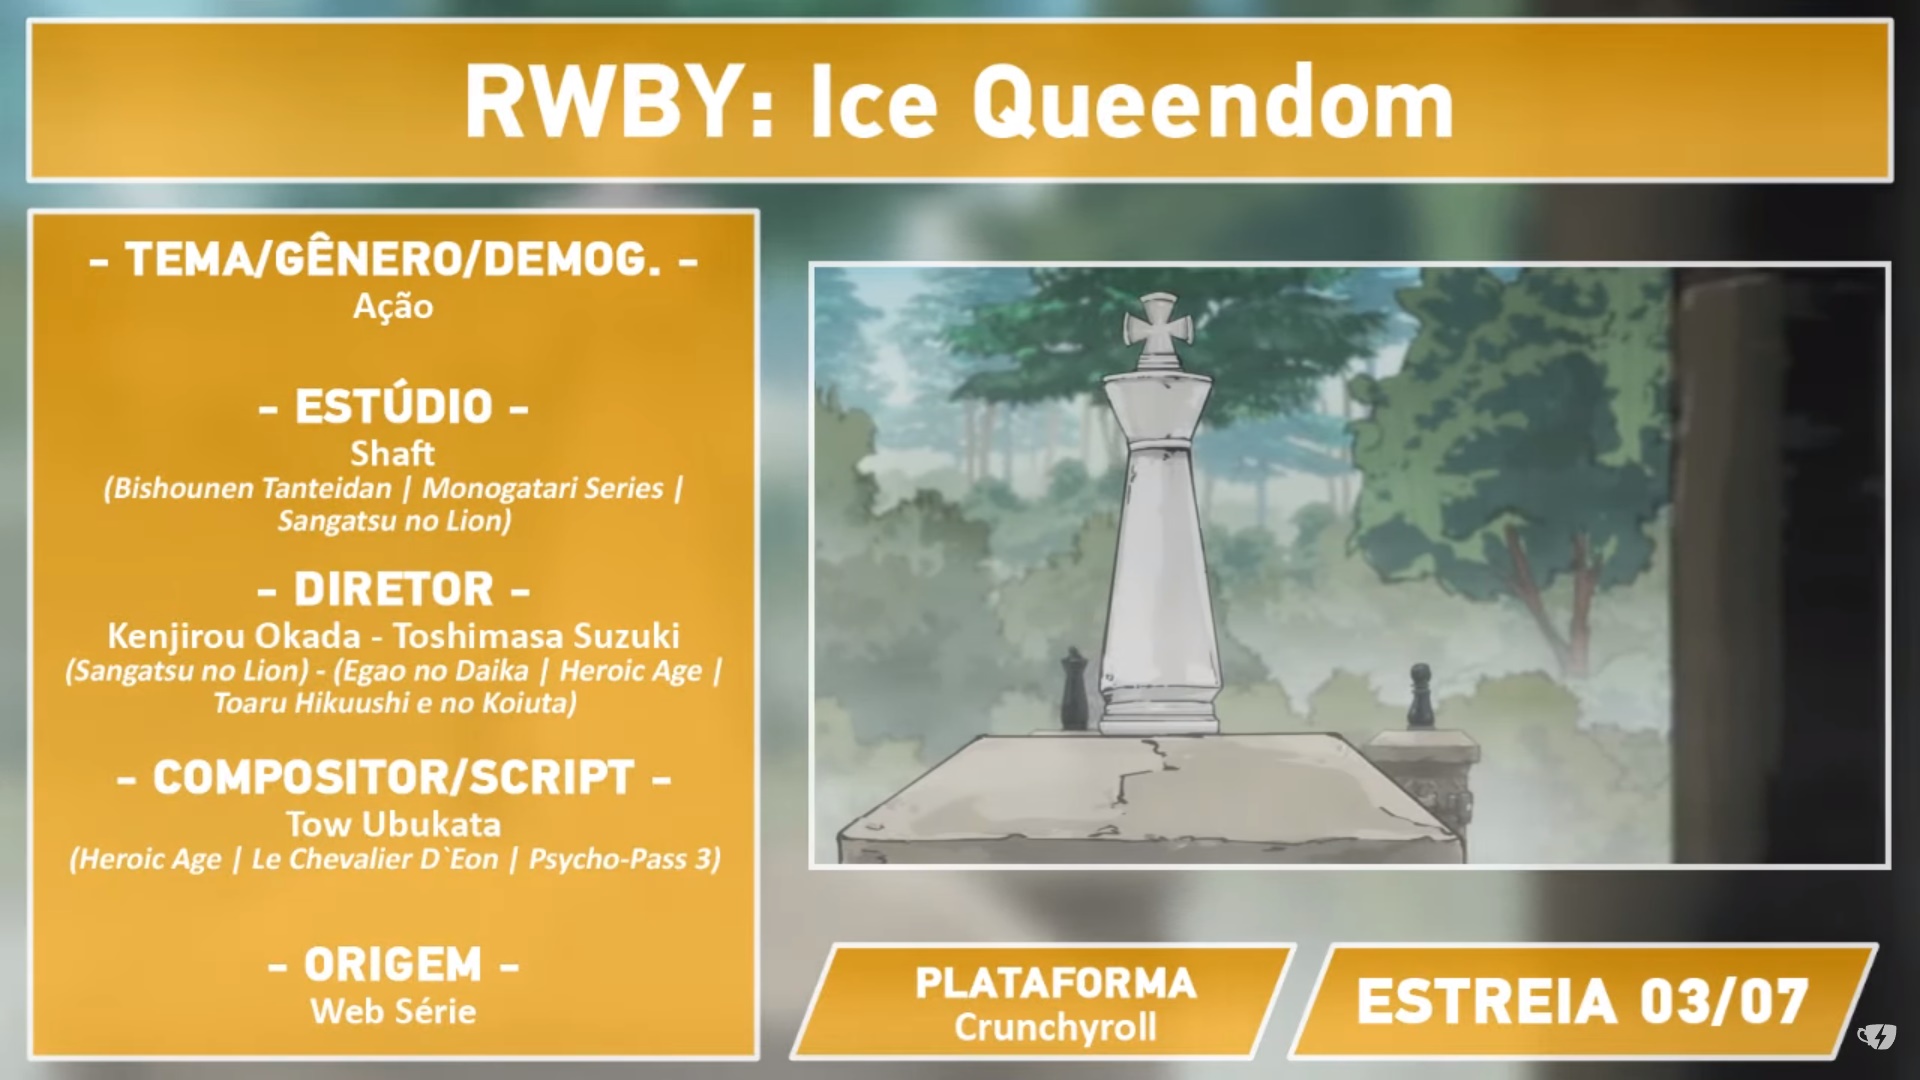 RWBY: Ice Queendom
- TEMA/GÊNERO/DEMOG. -
Ação
- ESTÚDIO -
Shaft
(Bishounen Tanteidan | Monogatari Series |
Sangatsu no Lion)
- DIRETOR -
Kenjirou Okada - Toshimasa Suzuki
(Sangatsu no Lion) - (Egao no Daika | Heroic Age |
Toaru Hikuushi e no Koiuta)
- COMPOSITOR/SCRIPT -
Tow Ubukata
(Heroic Age | Le Chevalier D`Eon | Psycho-Pass 3)
- ORIGEM -
Web Série
PLATAFORMA
Crunchyroll
ESTREIA 03/07